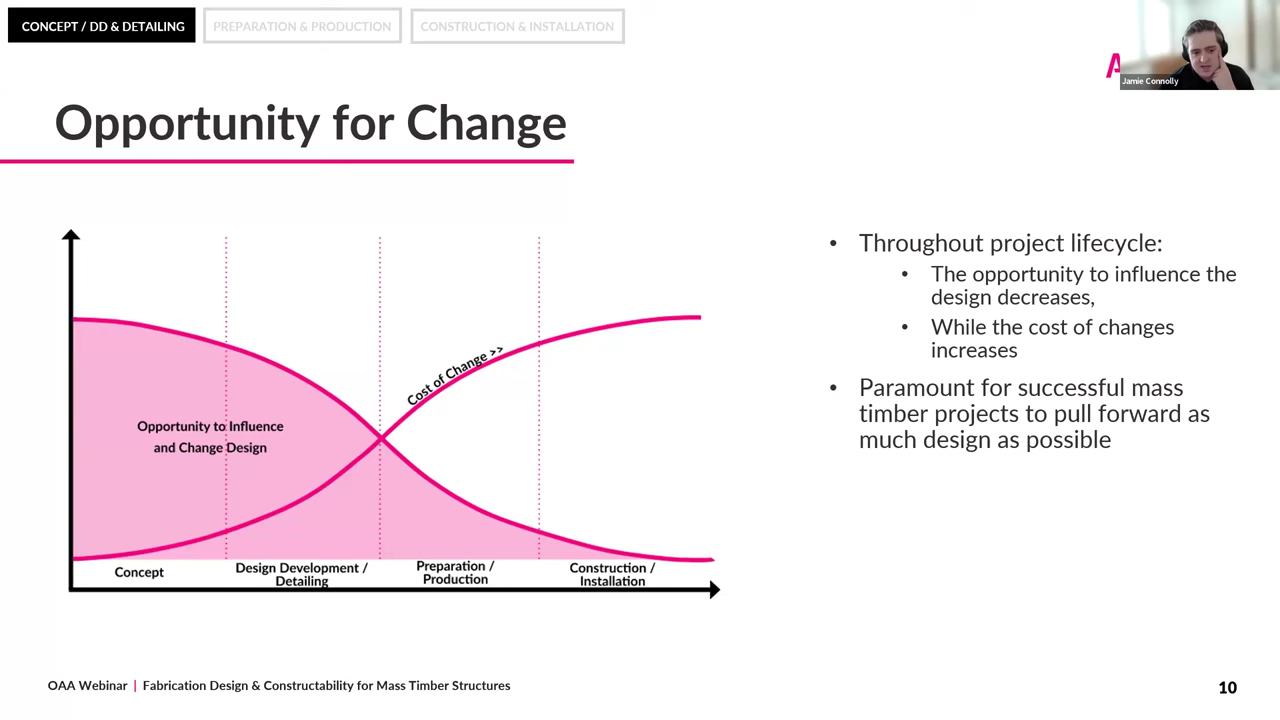 CONCEPT / DD & DETAILING
PREPARATION & PRODUCTION
CONSTRUCTION & INSTALLATION
A
Jamie Connolly
Opportunity for Change
Cost of Change >>
Opportunity to Influence
and Change Design
Concept
Design Development /
Detailing
Preparation /
Production
Construction /
Installation
• Throughout project lifecycle:
• The opportunity to influence the
design decreases,
• While the cost of changes
increases
• Paramount for successful mass
timber projects to pull forward as
much design as possible
OAA Webinar | Fabrication Design & Constructability for Mass Timber Structures
10